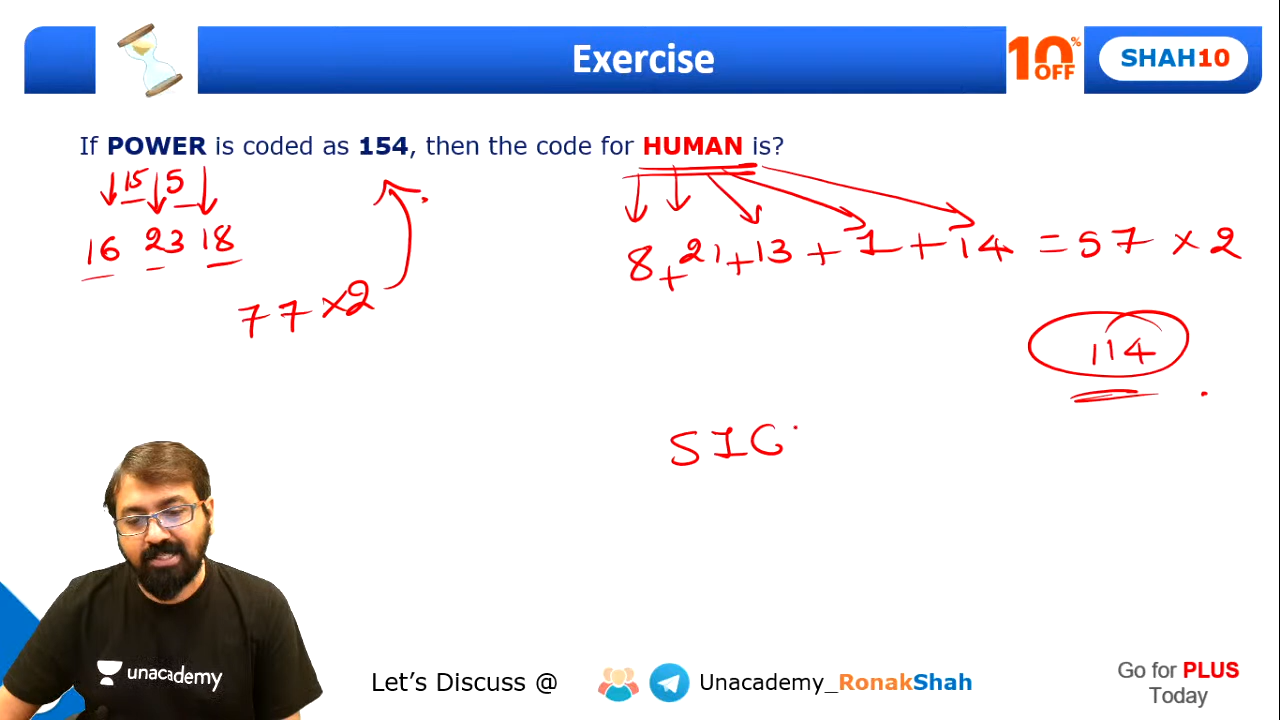 Exercise
10% OFF
SHAH10
If POWER is coded as 154, then the code for HUMAN is?
15 5
16 23 18
77 × 2
8 + 21 + 13 + 1 + 14 = 57 × 2
114
SIG
unacademy
Let’s Discuss @
Unacademy_RonakShah
Go for PLUS
Today